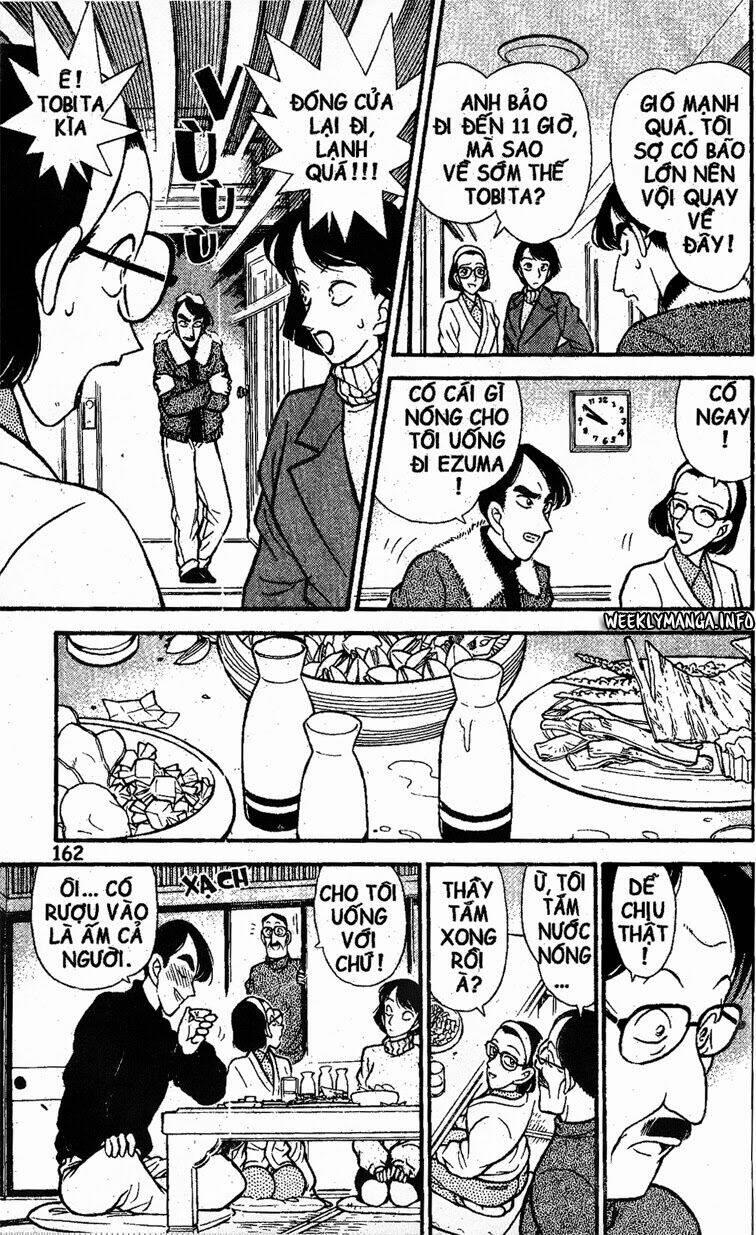 Ê!
TOBITA
KÌA
VÙÙÙÙ
ĐÓNG CỬA
LẠI ĐI,
LẠNH
QUÁ!!!
ANH BẢO
ĐI ĐẾN 11 GIỜ,
MÀ SAO
VỀ SỚM THẾ
TOBITA?
GIÓ MẠNH
QUÁ. TÔI
SỢ CÓ BÃO
LỚN NÊN
VỘI QUAY
VỀ
ĐÂY!
CÓ CÁI GÌ
NÓNG CHO
TÔI UỐNG
ĐI EZUMA
!
CÓ
NGAY
!
WEEKLYMANGA.INFO
162
ÔI... CÓ
RƯỢU VÀO
LÀ ẤM CẢ
NGƯỜI.
XẠCH
CHO TÔI
UỐNG
VỚI
CHỨ!
THẦY
TẮM
XONG
RỒI
À?
Ừ, TÔI
TẮM
NƯỚC
NÓNG
...
DỄ
CHỊU
THẬT
!